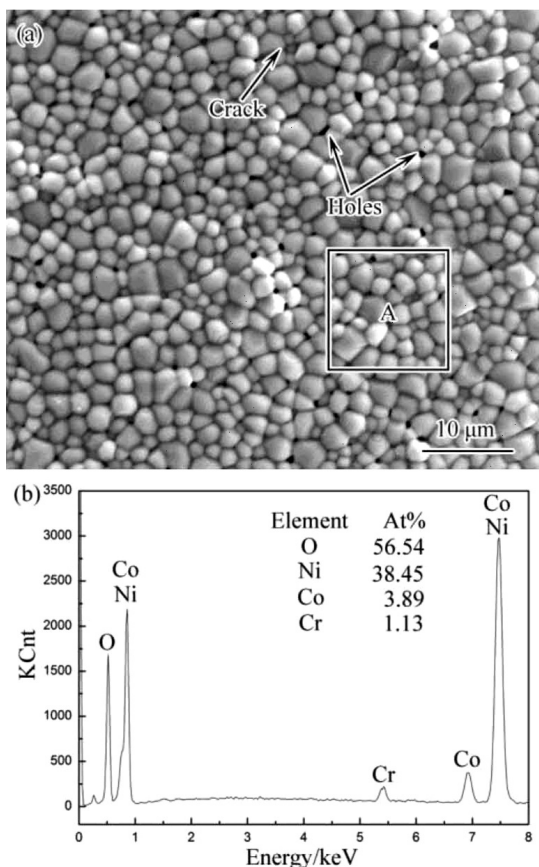 (a)
Crack
Holes
A
10 μm
(b)
3500
3000
2500
2000
1500
1000
500
0
KCnt
Element At%
O 56.54
Ni 38.45
Co 3.89
Cr 1.13
O
Co
Ni
Cr
Co
Co
Ni
0 1 2 3 4 5 6 7 8
Energy/keV